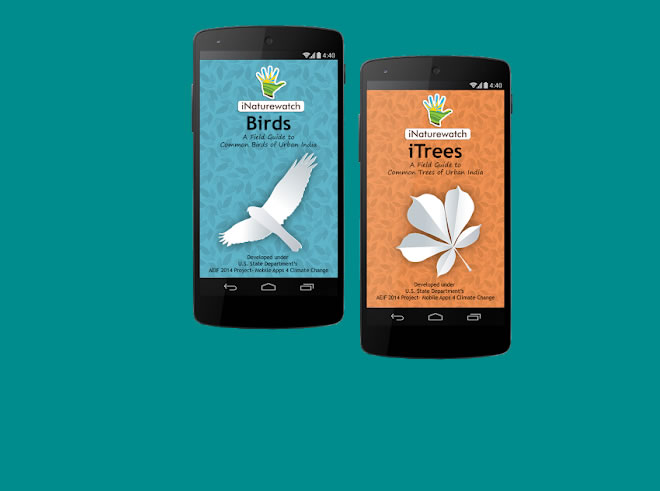 4:40
iNaturewatch
Birds
A Field Guide to
Common Birds of Urban India
Developed under
U.S. State Department's
AEIF 2014 Project- Mobile Apps 4 Climate Change
4:40
iNaturewatch
iTrees
A Field Guide to
Common Trees of Urban India
Developed under
U.S. State Department's
AEIF 2014 Project- Mobile Apps 4 Climate Change